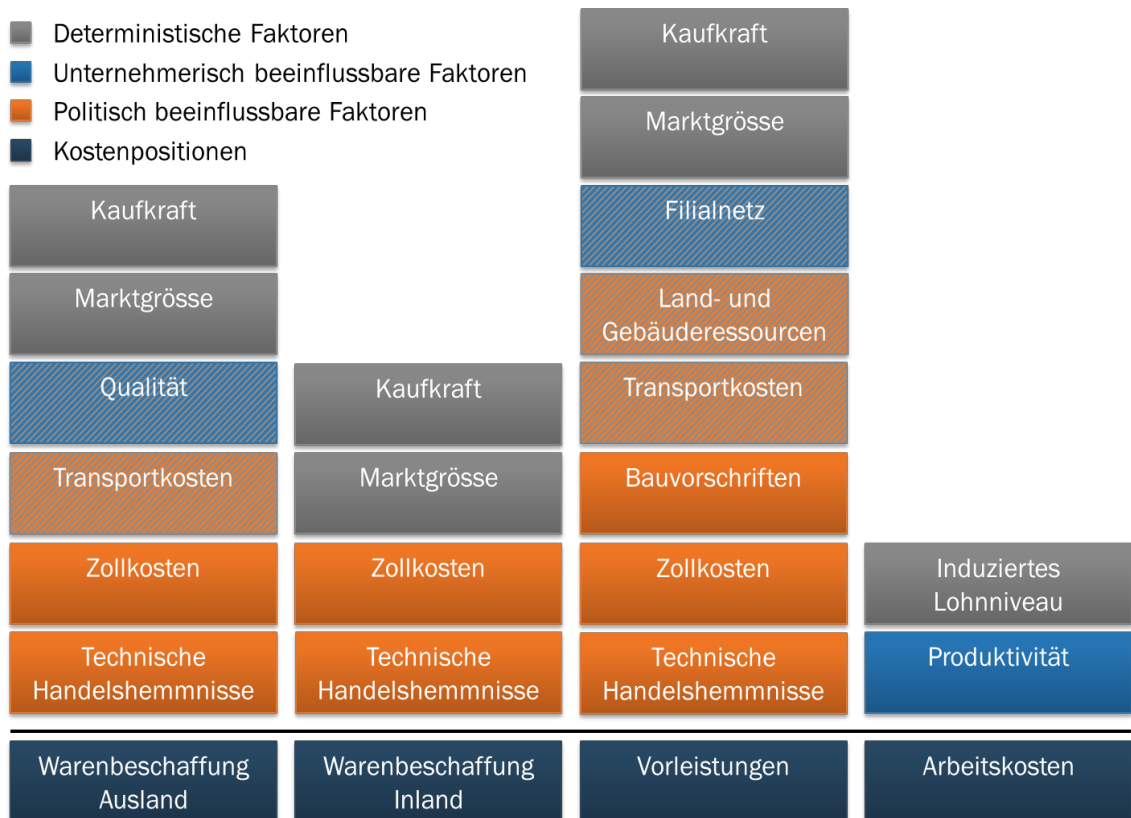 Deterministische Faktoren
Unternehmerisch beeinflussbare Faktoren
Politisch beeinflussbare Faktoren
Kostenpositionen
Kaufkraft
Marktgrösse
Qualität
Transportkosten
Zollkosten
Technische
Handelshemmnisse
Warenbeschaffung
Ausland
Kaufkraft
Marktgrösse
Zollkosten
Technische
Handelshemmnisse
Warenbeschaffung
Inland
Kaufkraft
Marktgrösse
Filialnetz
Land- und
Gebäuderessourcen
Transportkosten
Bauvorschriften
Zollkosten
Technische
Handelshemmnisse
Vorleistungen
Induziertes
Lohnniveau
Produktivität
Arbeitskosten